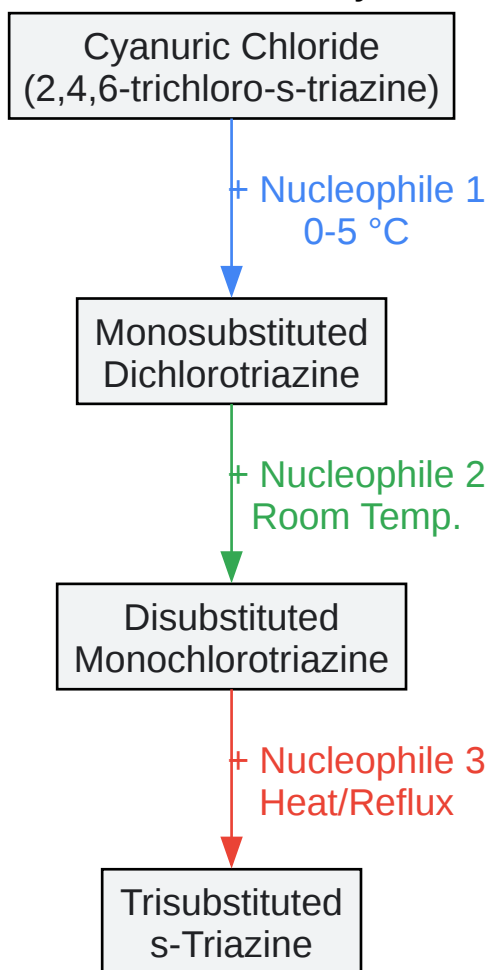 Cyanuric Chloride
(2,4,6-trichloro-s-triazine)
+ Nucleophile 1
0-5 °C
Monosubstituted
Dichlorotriazine
+ Nucleophile 2
Room Temp.
Disubstituted
Monochlorotriazine
+ Nucleophile 3
Heat/Reflux
Trisubstituted
s-Triazine